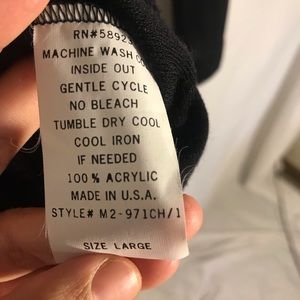 RN#5892
MACHINE WASH
INSIDE OUT
GENTLE CYCLE
NO BLEACH
TUMBLE DRY COOL
COOL IRON
IF NEEDED
100% ACRYLIC
MADE IN U.S.A.
STYLE# M2-971CH/1
SIZE LARGE